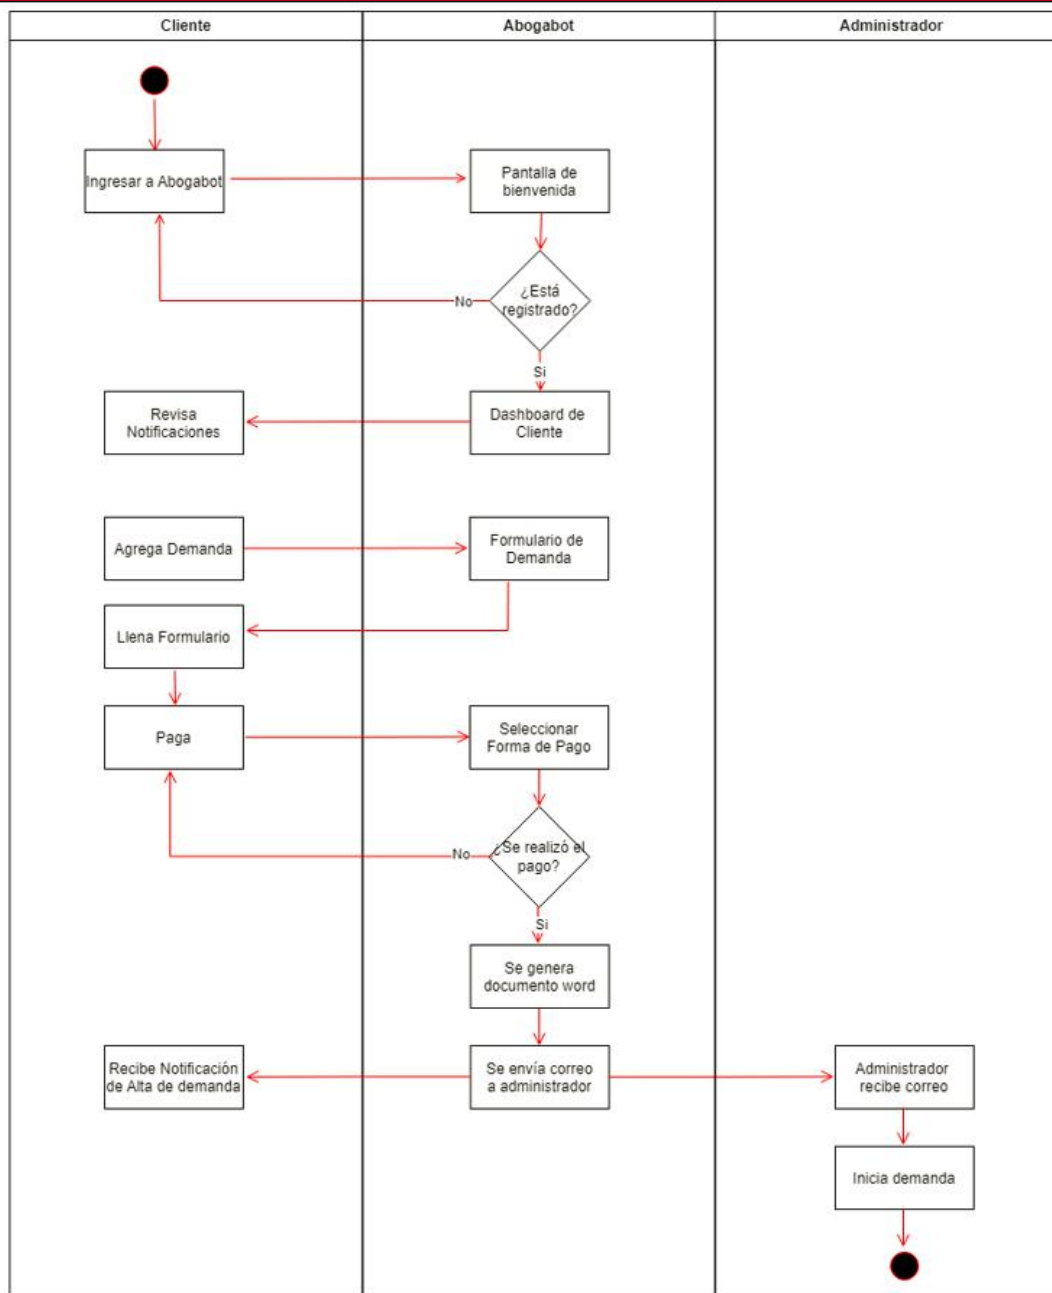 Cliente
Abogabot
Administrador
Ingresar a Abogabot
Pantalla de
bienvenida
¿Está
registrado?
No
Si
Revisa
Notificaciones
Dashboard de
Cliente
Agrega Demanda
Formulario de
Demanda
Llena Formulario
Paga
Seleccionar
Forma de Pago
¿Se realizó el
pago?
No
Si
Se genera
documento word
Recibe Notificación
de Alta de demanda
Se envía correo
a administrador
Administrador
recibe correo
Inicia demanda